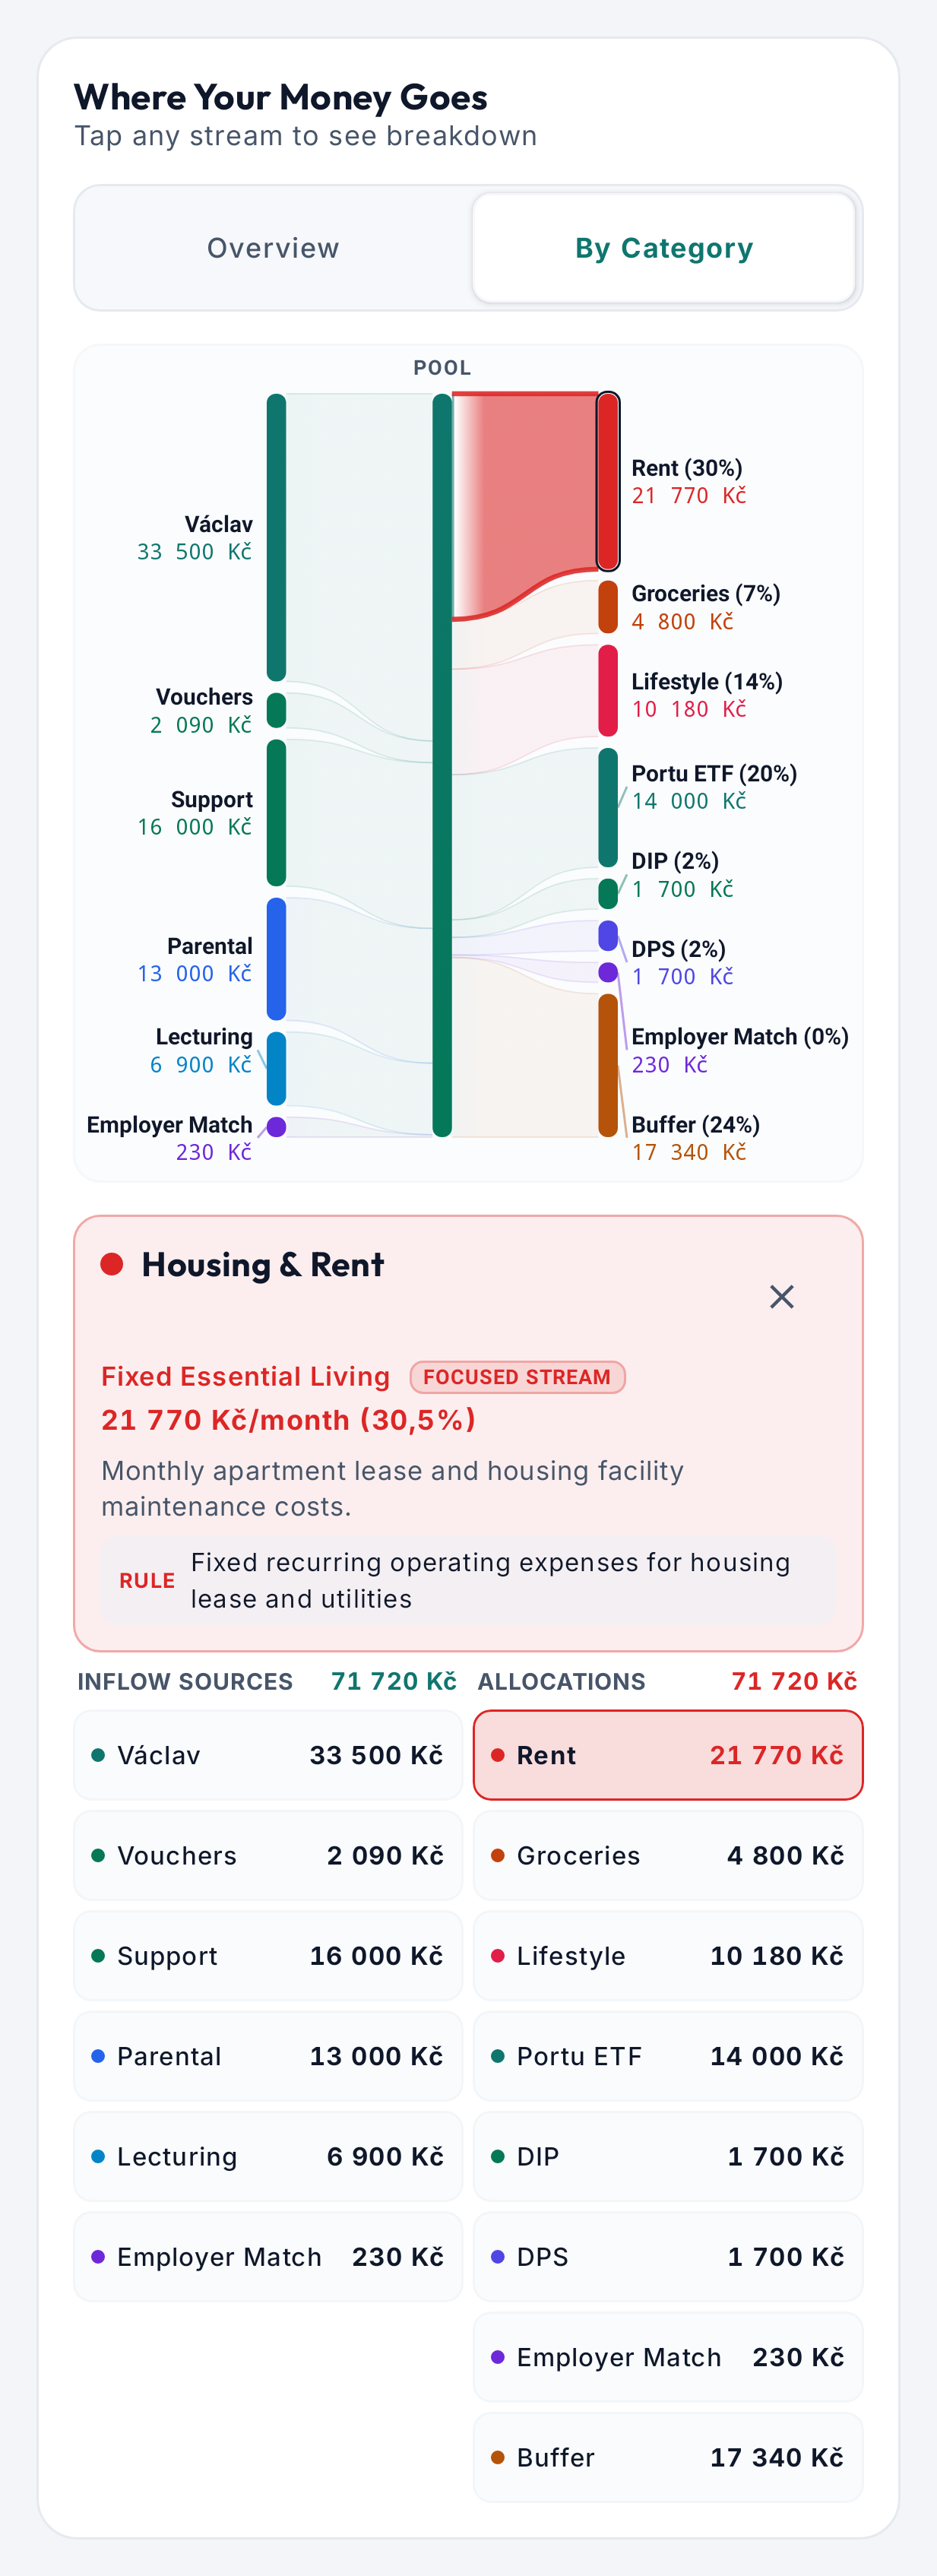 Where Your Money Goes
Tap any stream to see breakdown
Overview
By Category
POOL
Václav
33 500 Kč
Vouchers
2 090 Kč
Support
16 000 Kč
Parental
13 000 Kč
Lecturing
6 900 Kč
Employer Match
230 Kč
Rent (30%)
21 770 Kč
Groceries (7%)
4 800 Kč
Lifestyle (14%)
10 180 Kč
Portu ETF (20%)
14 000 Kč
DIP (2%)
1 700 Kč
DPS (2%)
1 700 Kč
Employer Match (0%)
230 Kč
Buffer (24%)
17 340 Kč
Housing & Rent
Fixed Essential Living FOCUSED STREAM
21 770 Kč/month (30,5%)
Monthly apartment lease and housing facility
maintenance costs.
RULE
Fixed recurring operating expenses for housing
lease and utilities
INFLOW SOURCES 71 720 Kč
Václav 33 500 Kč
Vouchers 2 090 Kč
Support 16 000 Kč
Parental 13 000 Kč
Lecturing 6 900 Kč
Employer Match 230 Kč
ALLOCATIONS 71 720 Kč
Rent 21 770 Kč
Groceries 4 800 Kč
Lifestyle 10 180 Kč
Portu ETF 14 000 Kč
DIP 1 700 Kč
DPS 1 700 Kč
Employer Match 230 Kč
Buffer 17 340 Kč